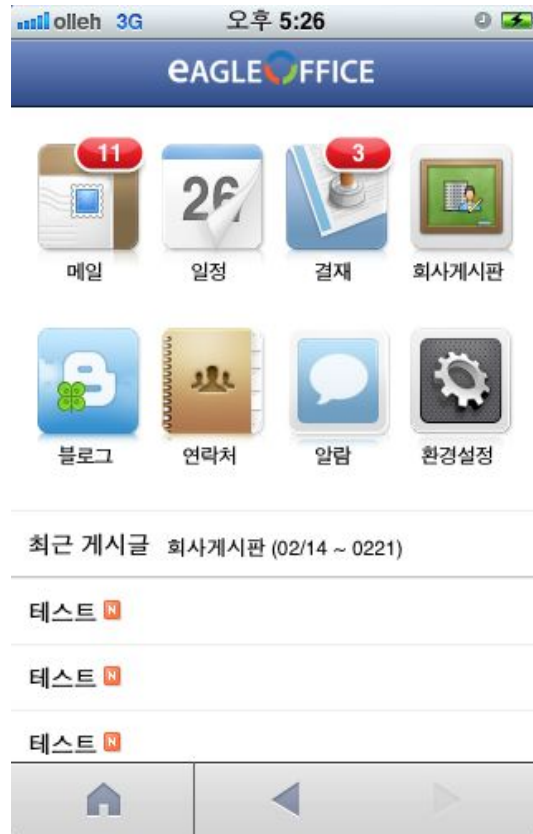 olleh 3G 오후 5:26
eAGLE OFFICE
11 3
26
메일 일정 결재 회사게시판
블로그 연락처 알람 환경설정
최근 게시글 회사게시판 (02/14 ~ 0221)
테스트 N
테스트 N
테스트 N